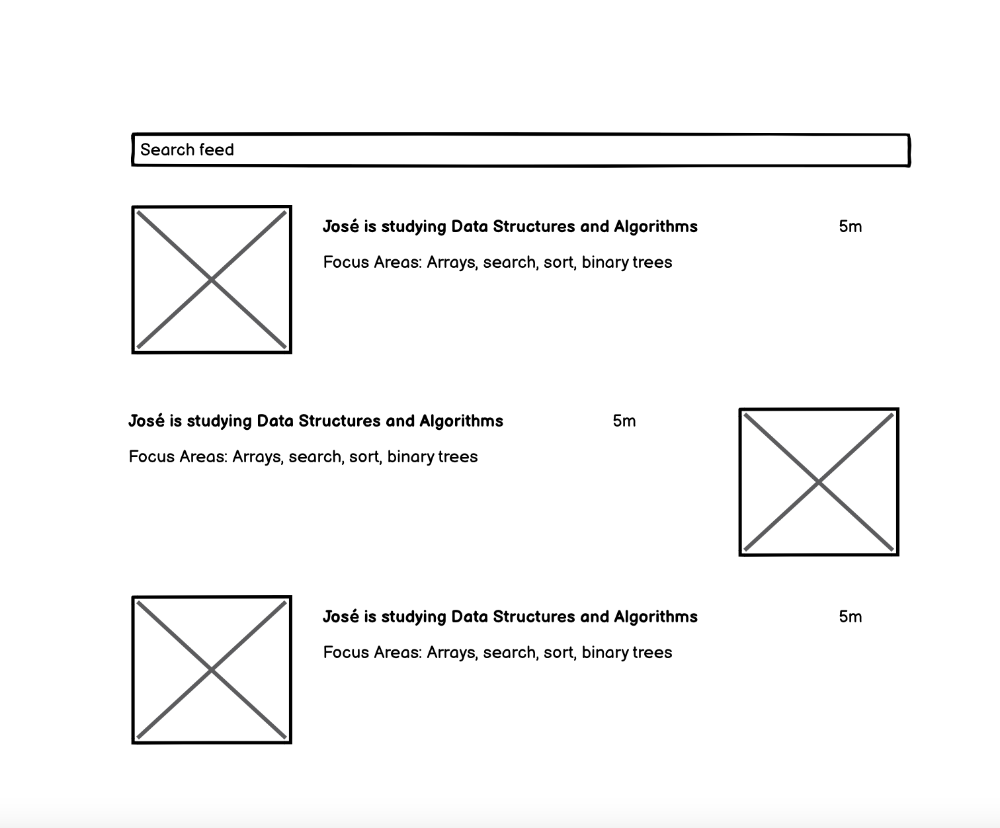 Search feed
José is studying Data Structures and Algorithms 5m
Focus Areas: Arrays, search, sort, binary trees
José is studying Data Structures and Algorithms 5m
Focus Areas: Arrays, search, sort, binary trees
José is studying Data Structures and Algorithms 5m
Focus Areas: Arrays, search, sort, binary trees